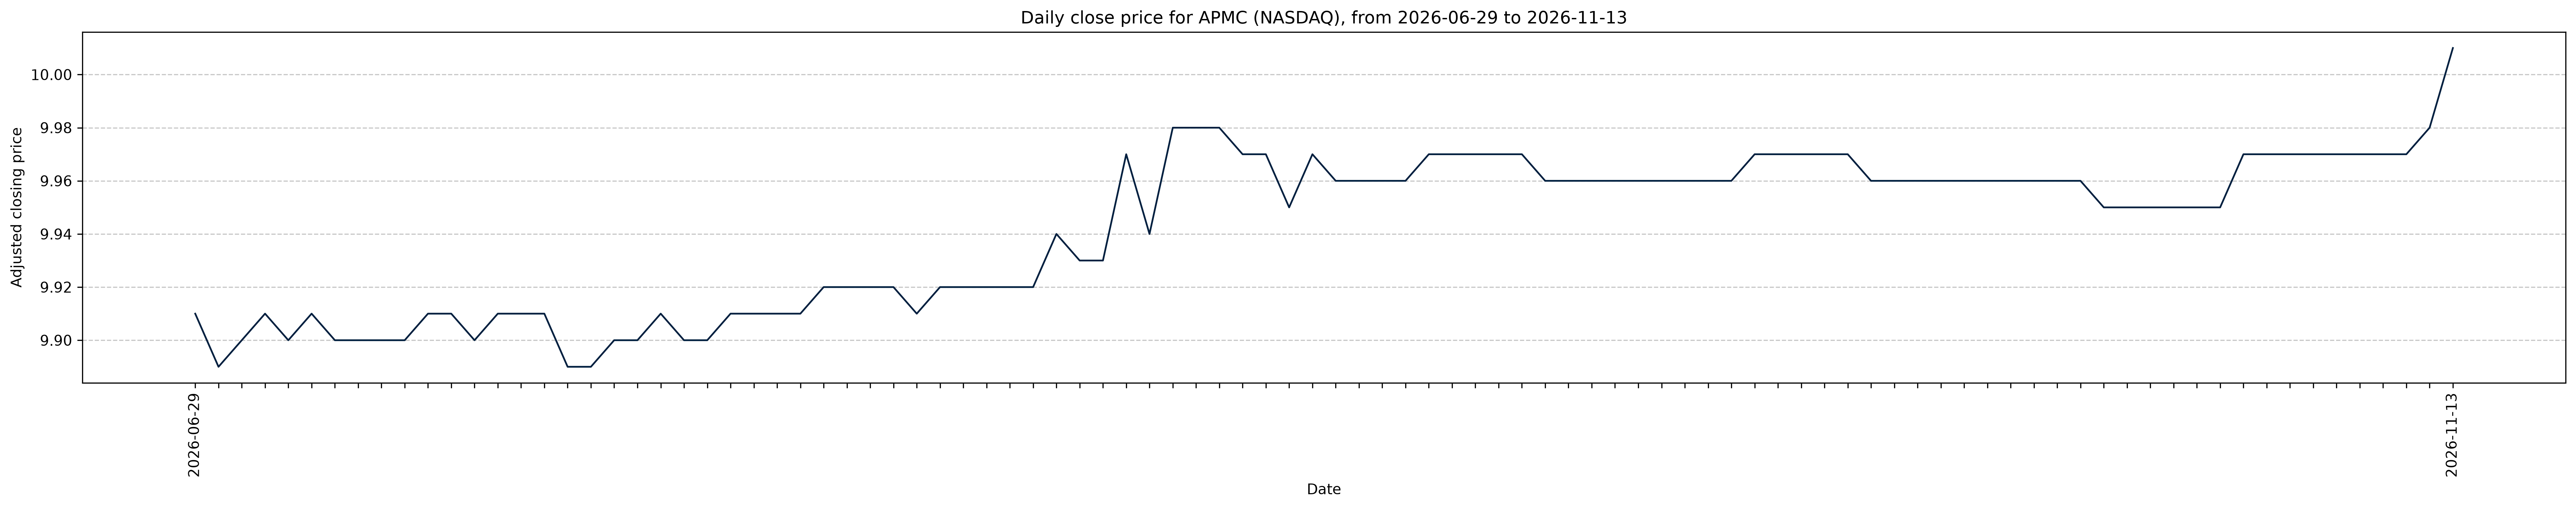 Daily close price for APMC (NASDAQ), from 2026-06-29 to 2026-11-13
Adjusted closing price
10.00
9.98
9.96
9.94
9.92
9.90
2026-06-29
2026-11-13
Date